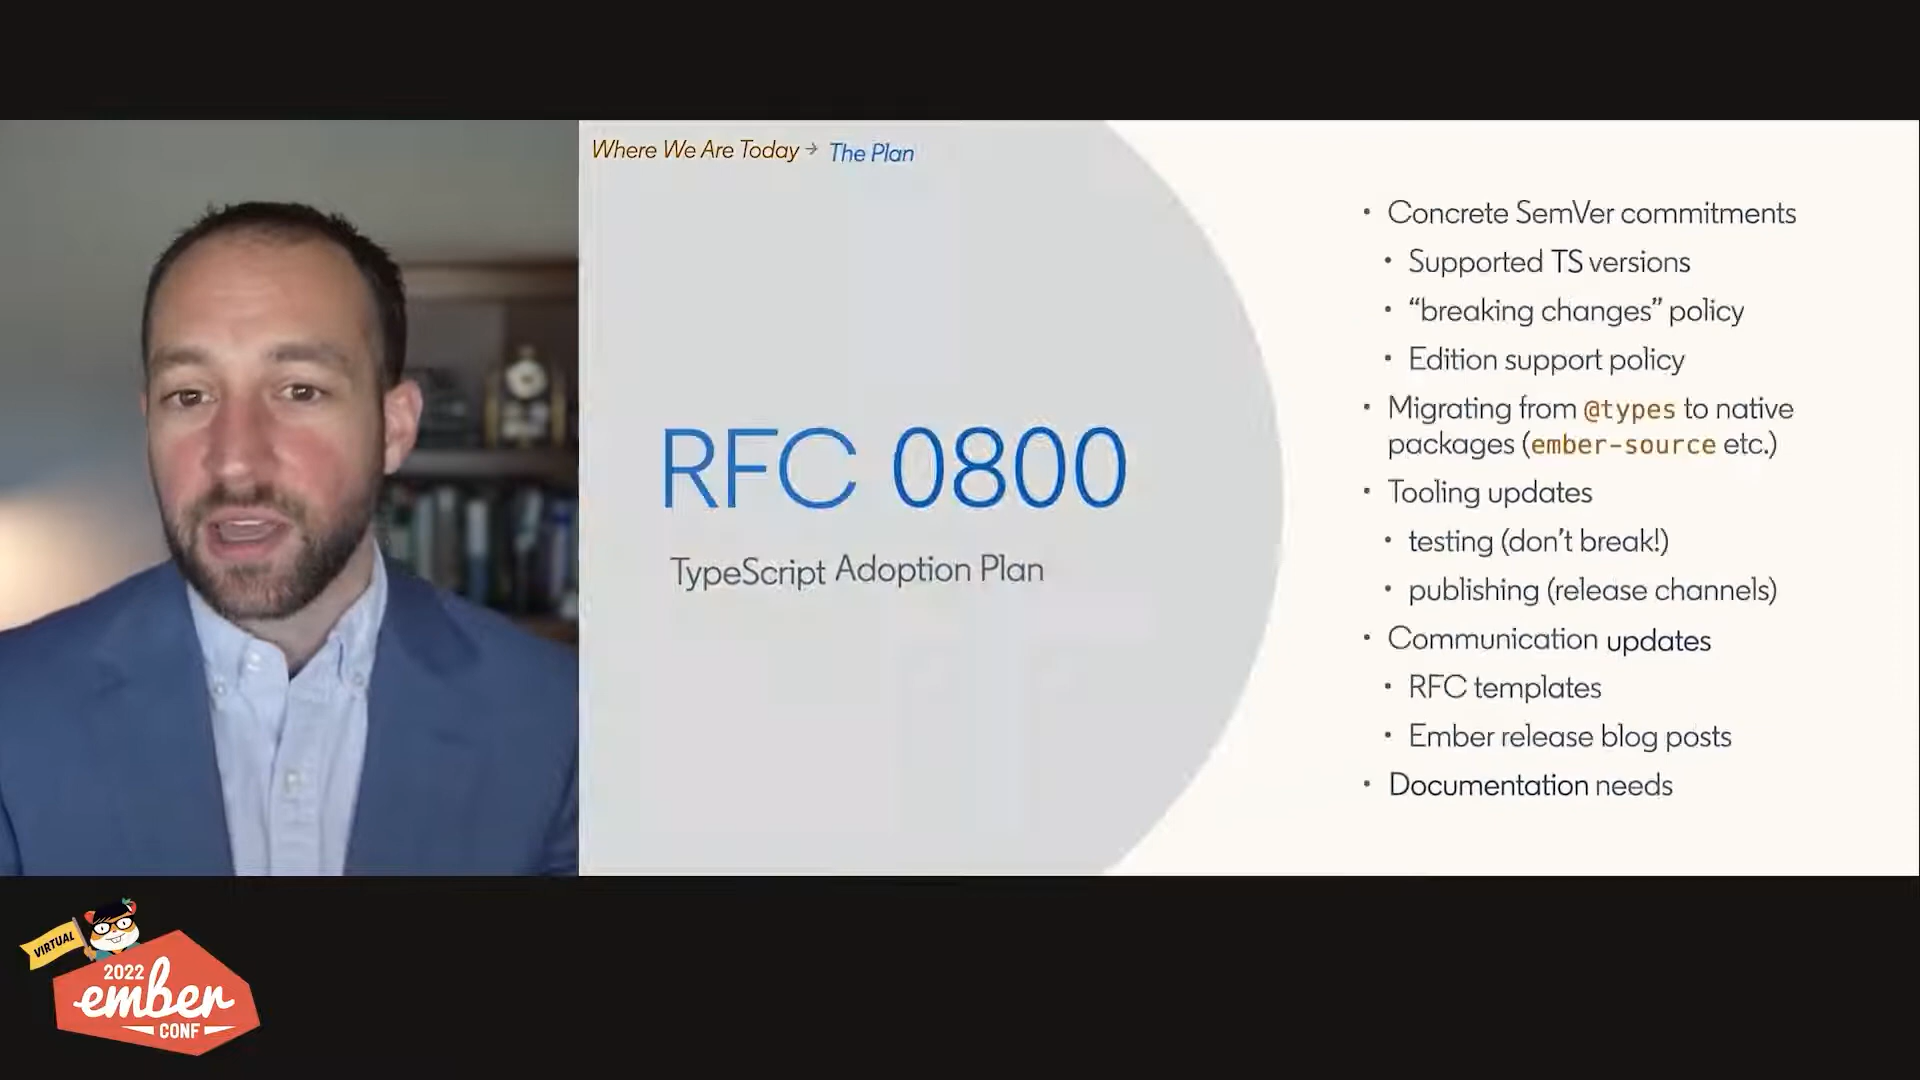 Where We Are Today → The Plan
RFC 0800
TypeScript Adoption Plan
• Concrete SemVer commitments
• Supported TS versions
• “breaking changes” policy
• Edition support policy
• Migrating from @types to native
packages (ember-source etc.)
• Tooling updates
• testing (don’t break!)
• publishing (release channels)
• Communication updates
• RFC templates
• Ember release blog posts
• Documentation needs
VIRTUAL
2022
ember
CONF